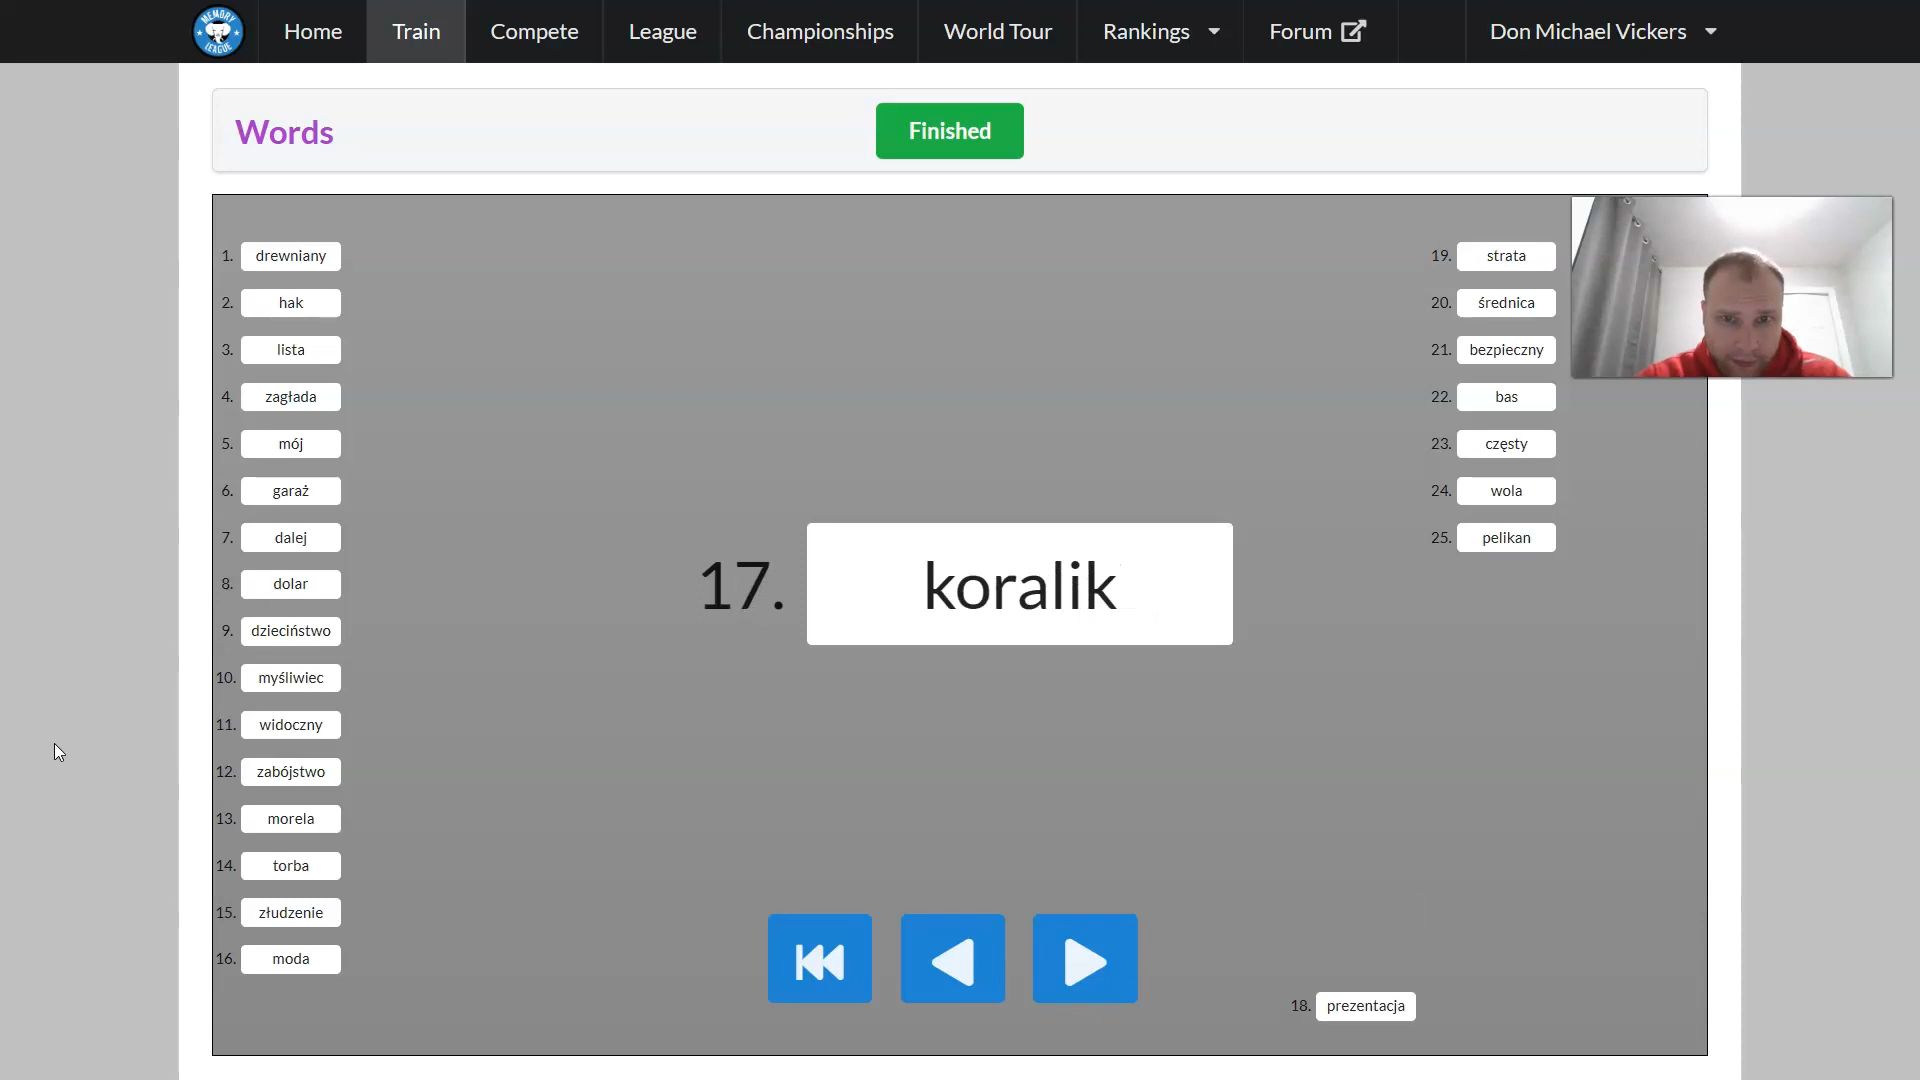 MEMORY LEAGUE
Home Train Compete League Championships World Tour Rankings Forum Don Michael Vickers
Words
Finished
1. drewniany
2. hak
3. lista
4. zagłada
5. mój
6. garaż
7. dalej
8. dolar
9. dzieciństwo
10. myśliwiec
11. widoczny
12. zabójstwo
13. morela
14. torba
15. złudzenie
16. moda
17. koralik
18. prezentacja
19. strata
20. średnica
21. bezpieczny
22. bas
23. częsty
24. wola
25. pelikan